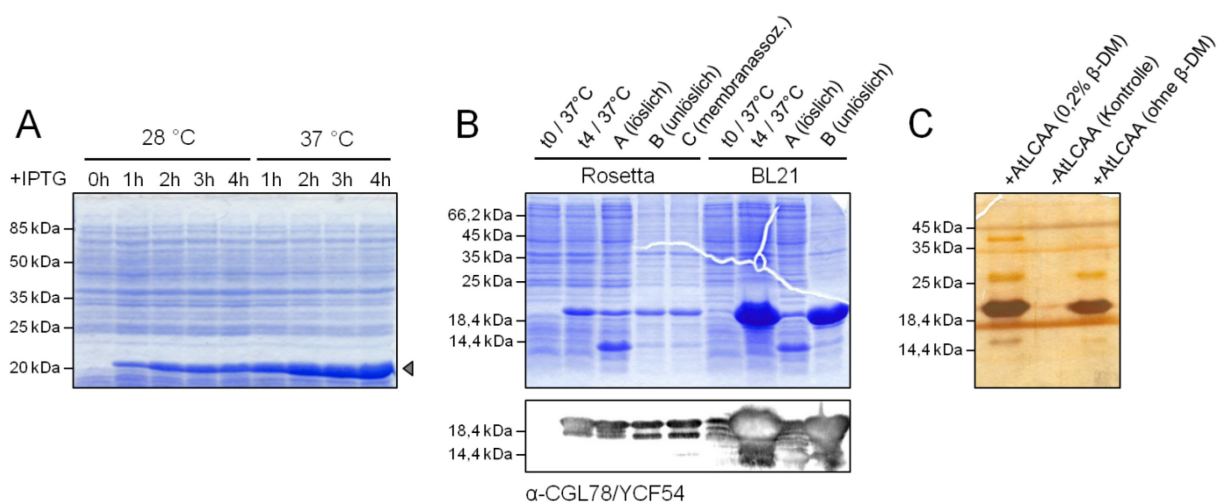 A
28 °C
37 °C
+IPTG
0h
1h
2h
3h
4h
1h
2h
3h
4h
85 kDa
50 kDa
35 kDa
25 kDa
20 kDa
B
t0 / 37°C
t4 / 37°C
A (löslich)
B (unlöslich)
C (membranassoz.)
t0 / 37°C
t4 / 37°C
A (löslich)
B (unlöslich)
Rosetta
BL21
66,2 kDa
45 kDa
35 kDa
25 kDa
18,4 kDa
14,4 kDa
18,4 kDa
14,4 kDa
α-CGL78/YCF54
C
+AtLCAA (0,2% β-DM)
-AtLCAA (Kontrolle)
+AtLCAA (ohne β-DM)
45 kDa
35 kDa
25 kDa
18,4 kDa
14,4 kDa